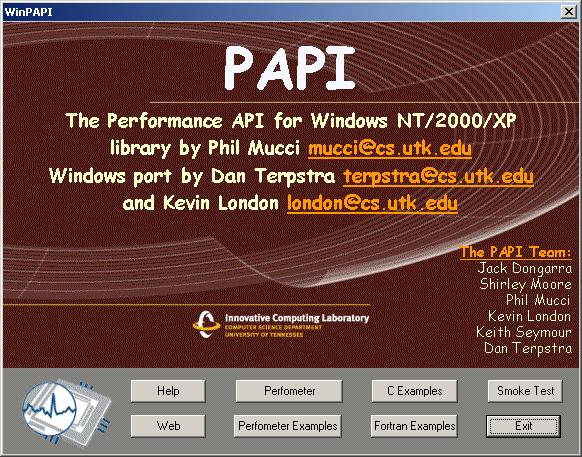 WinPAPI
PAPI
The Performance API for Windows NT/2000/XP
library by Phil Mucci mucci@cs.utk.edu
Windows port by Dan Terpstra terpstra@cs.utk.edu
and Kevin London london@cs.utk.edu
The PAPI Team:
Jack Dongarra
Shirley Moore
Phil Mucci
Kevin London
Keith Seymour
Dan Terpstra
Innovative Computing Laboratory
COMPUTER SCIENCE DEPARTMENT
UNIVERSITY OF TENNESSEE
Help Perfometer C Examples Smoke Test
Web Perfometer Examples Fortran Examples Exit